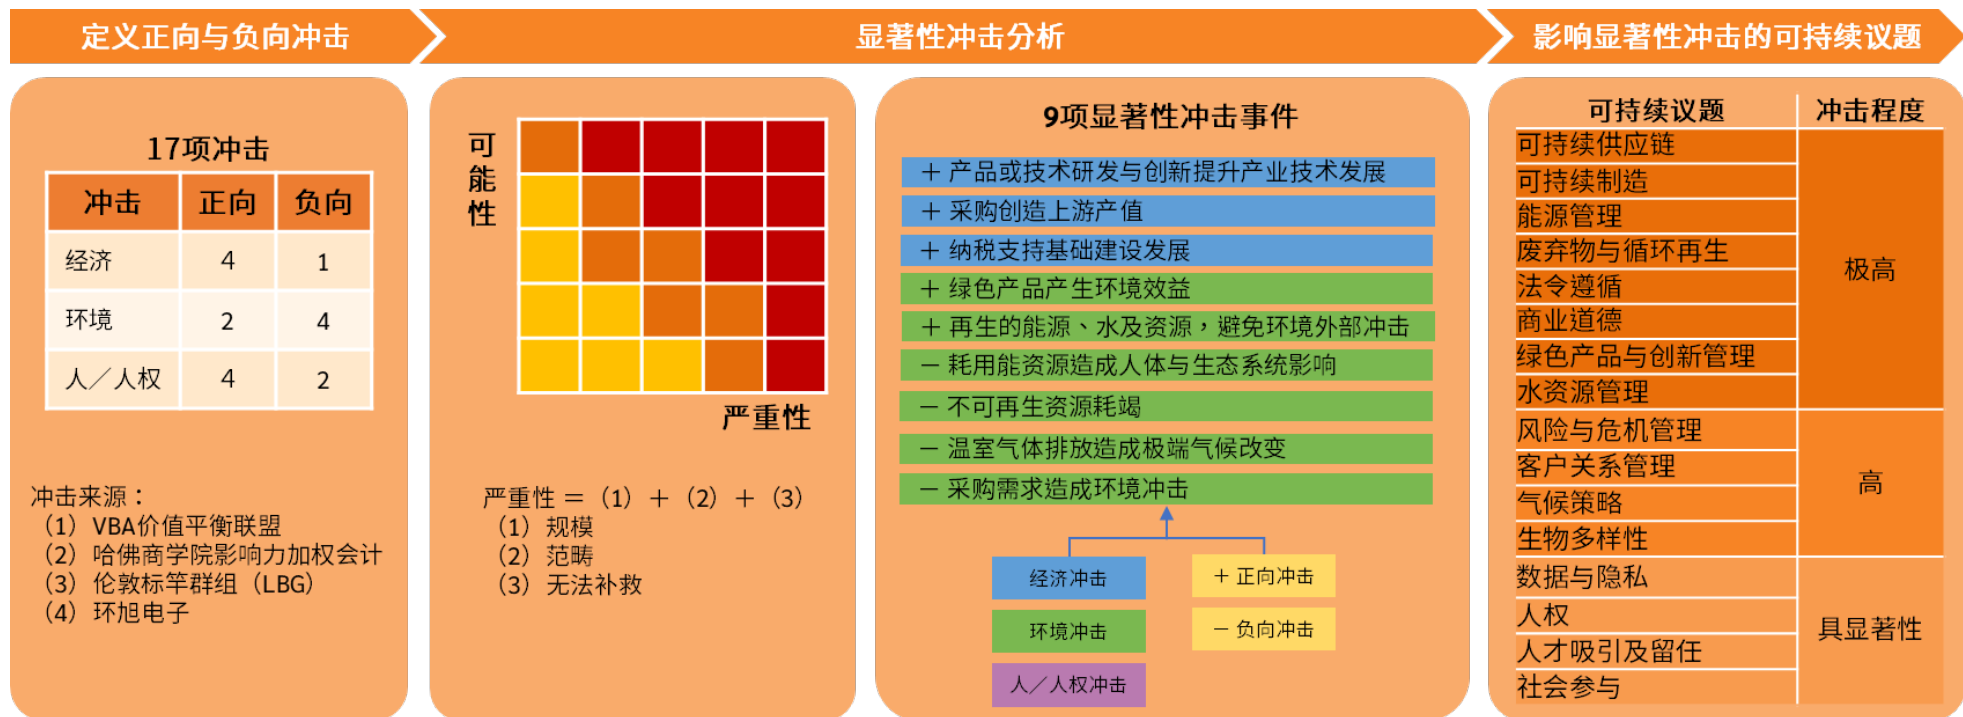 定义正向与负向冲击
显著性冲击分析
影响显著性冲击的可持续议题
17项冲击
冲击 正向 负向
经济 4 1
环境 2 4
人／人权 4 2
冲击来源：
（1）VBA价值平衡联盟
（2）哈佛商学院影响力加权会计
（3）伦敦标竿群组（LBG）
（4）环旭电子
可能性
严重性
严重性＝（1）＋（2）＋（3）
（1）规模
（2）范畴
（3）无法补救
9项显著性冲击事件
＋产品或技术研发与创新提升产业技术发展
＋采购创造上游产值
＋纳税支持基础建设发展
＋绿色产品产生环境效益
＋再生的能源、水及资源，避免环境外部冲击
－耗用能资源造成人体与生态系统影响
－不可再生资源耗竭
－温室气体排放造成极端气候改变
－采购需求造成环境冲击
经济冲击
＋正向冲击
环境冲击
－负向冲击
人／人权冲击
可持续议题 冲击程度
可持续供应链
可持续制造
能源管理
废弃物与循环再生
法令遵循
商业道德
绿色产品与创新管理
水资源管理
极高
风险与危机管理
客户关系管理
气候策略
生物多样性
高
数据与隐私
人权
人才吸引及留任
社会参与
具显著性